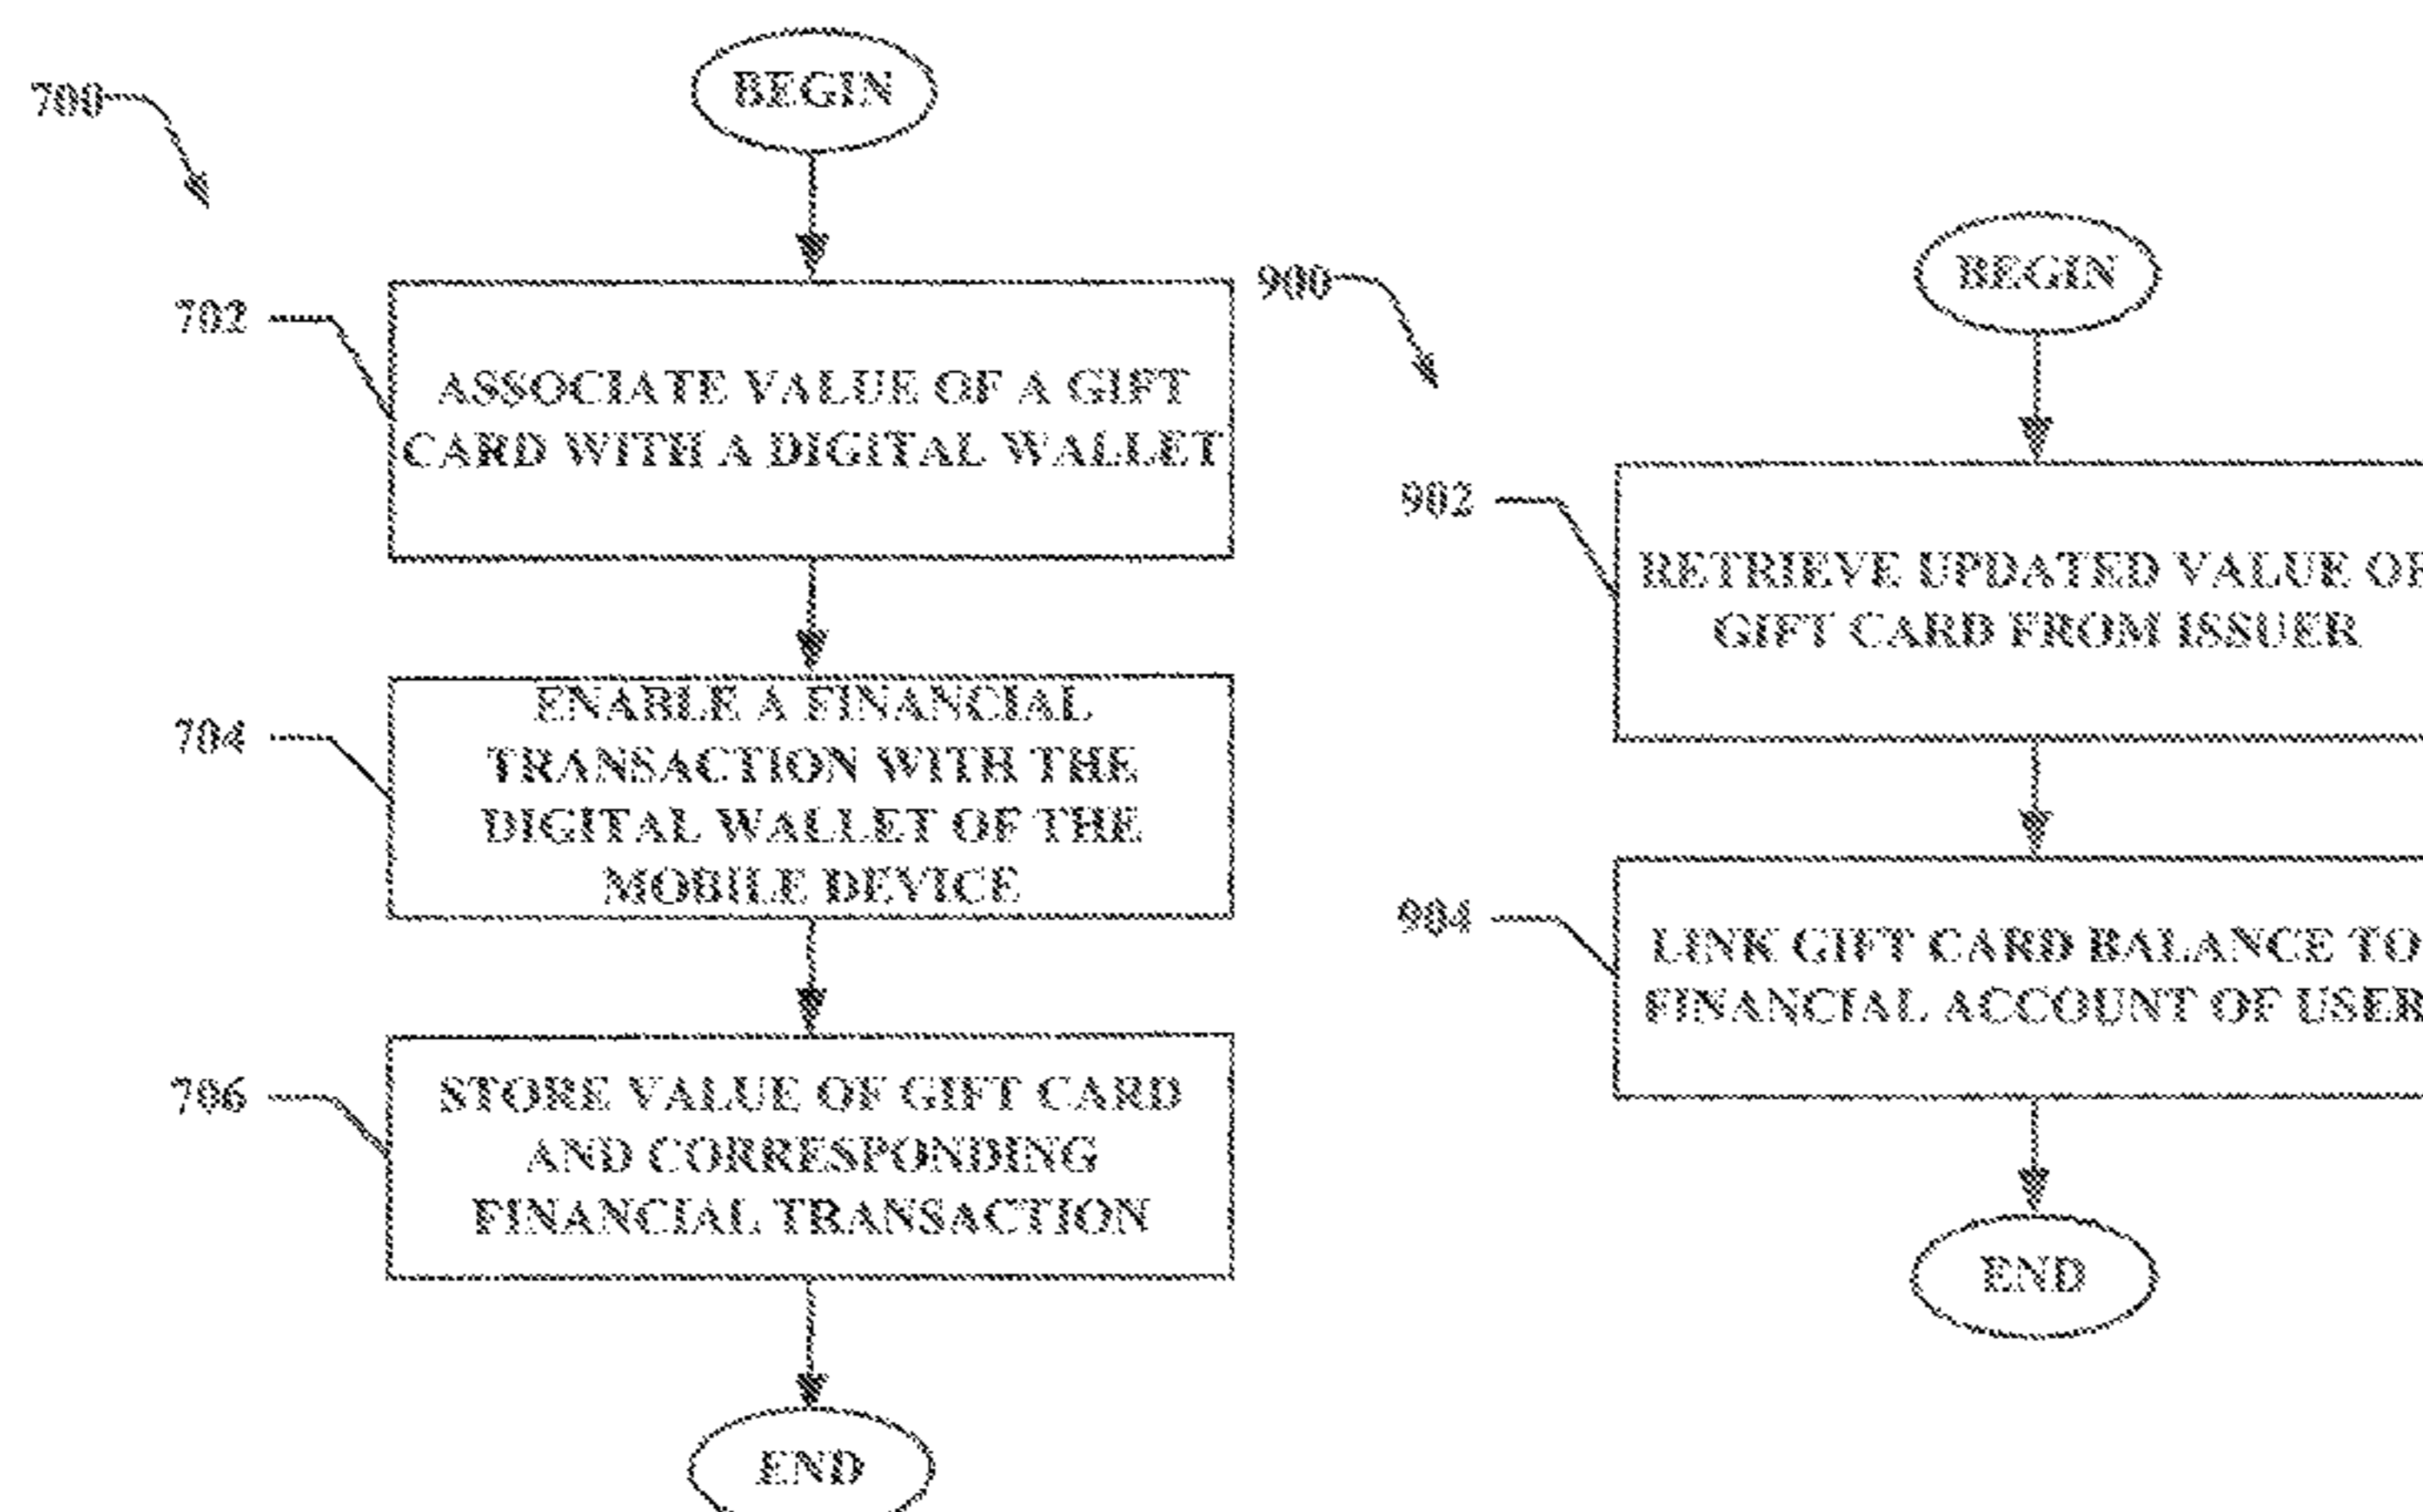 700
BEGIN
702
ASSOCIATE VALUE OF A GIFT
CARD WITH A DIGITAL WALLET
704
ENABLE A FINANCIAL
TRANSACTION WITH THE
DIGITAL WALLET OF THE
MOBILE DEVICE
706
STORE VALUE OF GIFT CARD
AND CORRESPONDING
FINANCIAL TRANSACTION
END
900
BEGIN
902
RETRIEVE UPDATED VALUE OF
GIFT CARD FROM ISSUER
904
LINK GIFT CARD BALANCE TO
FINANCIAL ACCOUNT OF USER
END